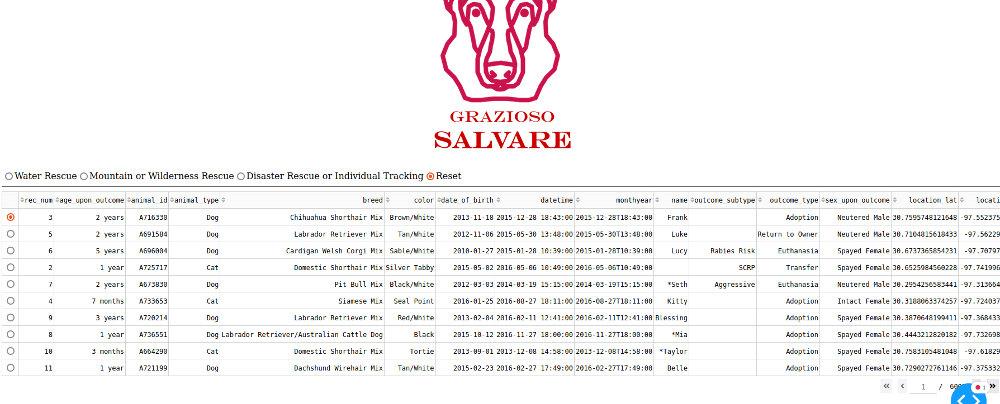 GRAZIOSO
SALVARE
Water Rescue Mountain or Wilderness Rescue Disaster Rescue or Individual Tracking Reset
rec_num age_upon_outcome animal_id animal_type breed color date_of_birth datetime monthyear name outcome_subtype outcome_type sex_upon_outcome location_lat locati
3 2 years A716330 Dog Chihuahua Shorthair Mix Brown/White 2013-11-18 2015-12-28 18:43:00 2015-12-28T18:43:00 Frank Adoption Neutered Male 30.7595748121648 -97.552375
5 2 years A691584 Dog Labrador Retriever Mix Tan/White 2012-11-06 2015-05-30 13:48:00 2015-05-30T13:48:00 Luke Return to Owner Neutered Male 30.7104815618433 -97.56229
6 5 years A696004 Dog Cardigan Welsh Corgi Mix Sable/White 2010-01-27 2015-01-28 10:39:00 2015-01-28T10:39:00 Lucy Rabies Risk Euthanasia Spayed Female 30.6737365854231 -97.70797
2 1 year A725717 Cat Domestic Shorthair Mix Silver Tabby 2015-05-02 2016-05-06 10:49:00 2016-05-06T10:49:00 SCRP Transfer Spayed Female 30.6525984560228 -97.741996
7 2 years A673830 Dog Pit Bull Mix Black/White 2012-03-03 2014-03-19 15:15:00 2014-03-19T15:15:00 *Seth Aggressive Euthanasia Neutered Male 30.2954256583441 -97.313664
4 7 months A733653 Cat Siamese Mix Seal Point 2016-01-25 2016-08-27 18:11:00 2016-08-27T18:11:00 Kitty Adoption Intact Female 30.3188063374257 -97.724037
9 3 years A720214 Dog Labrador Retriever Mix Red/White 2013-02-04 2016-02-11 12:41:00 2016-02-11T12:41:00 Blessing Adoption Spayed Female 30.3870648199411 -97.368433
8 1 year A736551 Dog Labrador Retriever/Australian Cattle Dog Black 2015-10-12 2016-11-27 18:00:00 2016-11-27T18:00:00 *Mia Adoption Spayed Female 30.4443212820182 -97.732698
10 3 months A664290 Cat Domestic Shorthair Mix Tortie 2013-09-01 2013-12-08 14:58:00 2013-12-08T14:58:00 *Taylor Adoption Spayed Female 30.7583105481048 -97.61829
11 1 year A721199 Dog Dachshund Wirehair Mix Tan/White 2015-02-23 2016-02-27 17:49:00 2016-02-27T17:49:00 Belle Adoption Spayed Female 30.7290272761146 -97.375332
1 / 1